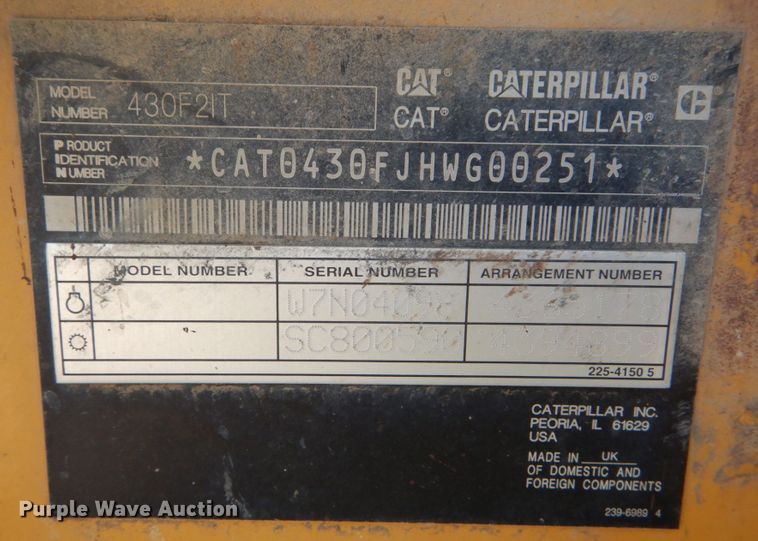 MODEL NUMBER 430F2IT
CAT® CATERPILLAR®
CAT® CATERPILLAR®
PRODUCT IDENTIFICATION NUMBER *CAT0430FJHWG00251*
MODEL NUMBER SERIAL NUMBER ARRANGEMENT NUMBER
225-4150 5
CATERPILLAR INC.
PEORIA, IL 61629
USA
MADE IN UK
OF DOMESTIC AND
FOREIGN COMPONENTS
239-6989 4
Purple Wave Auction